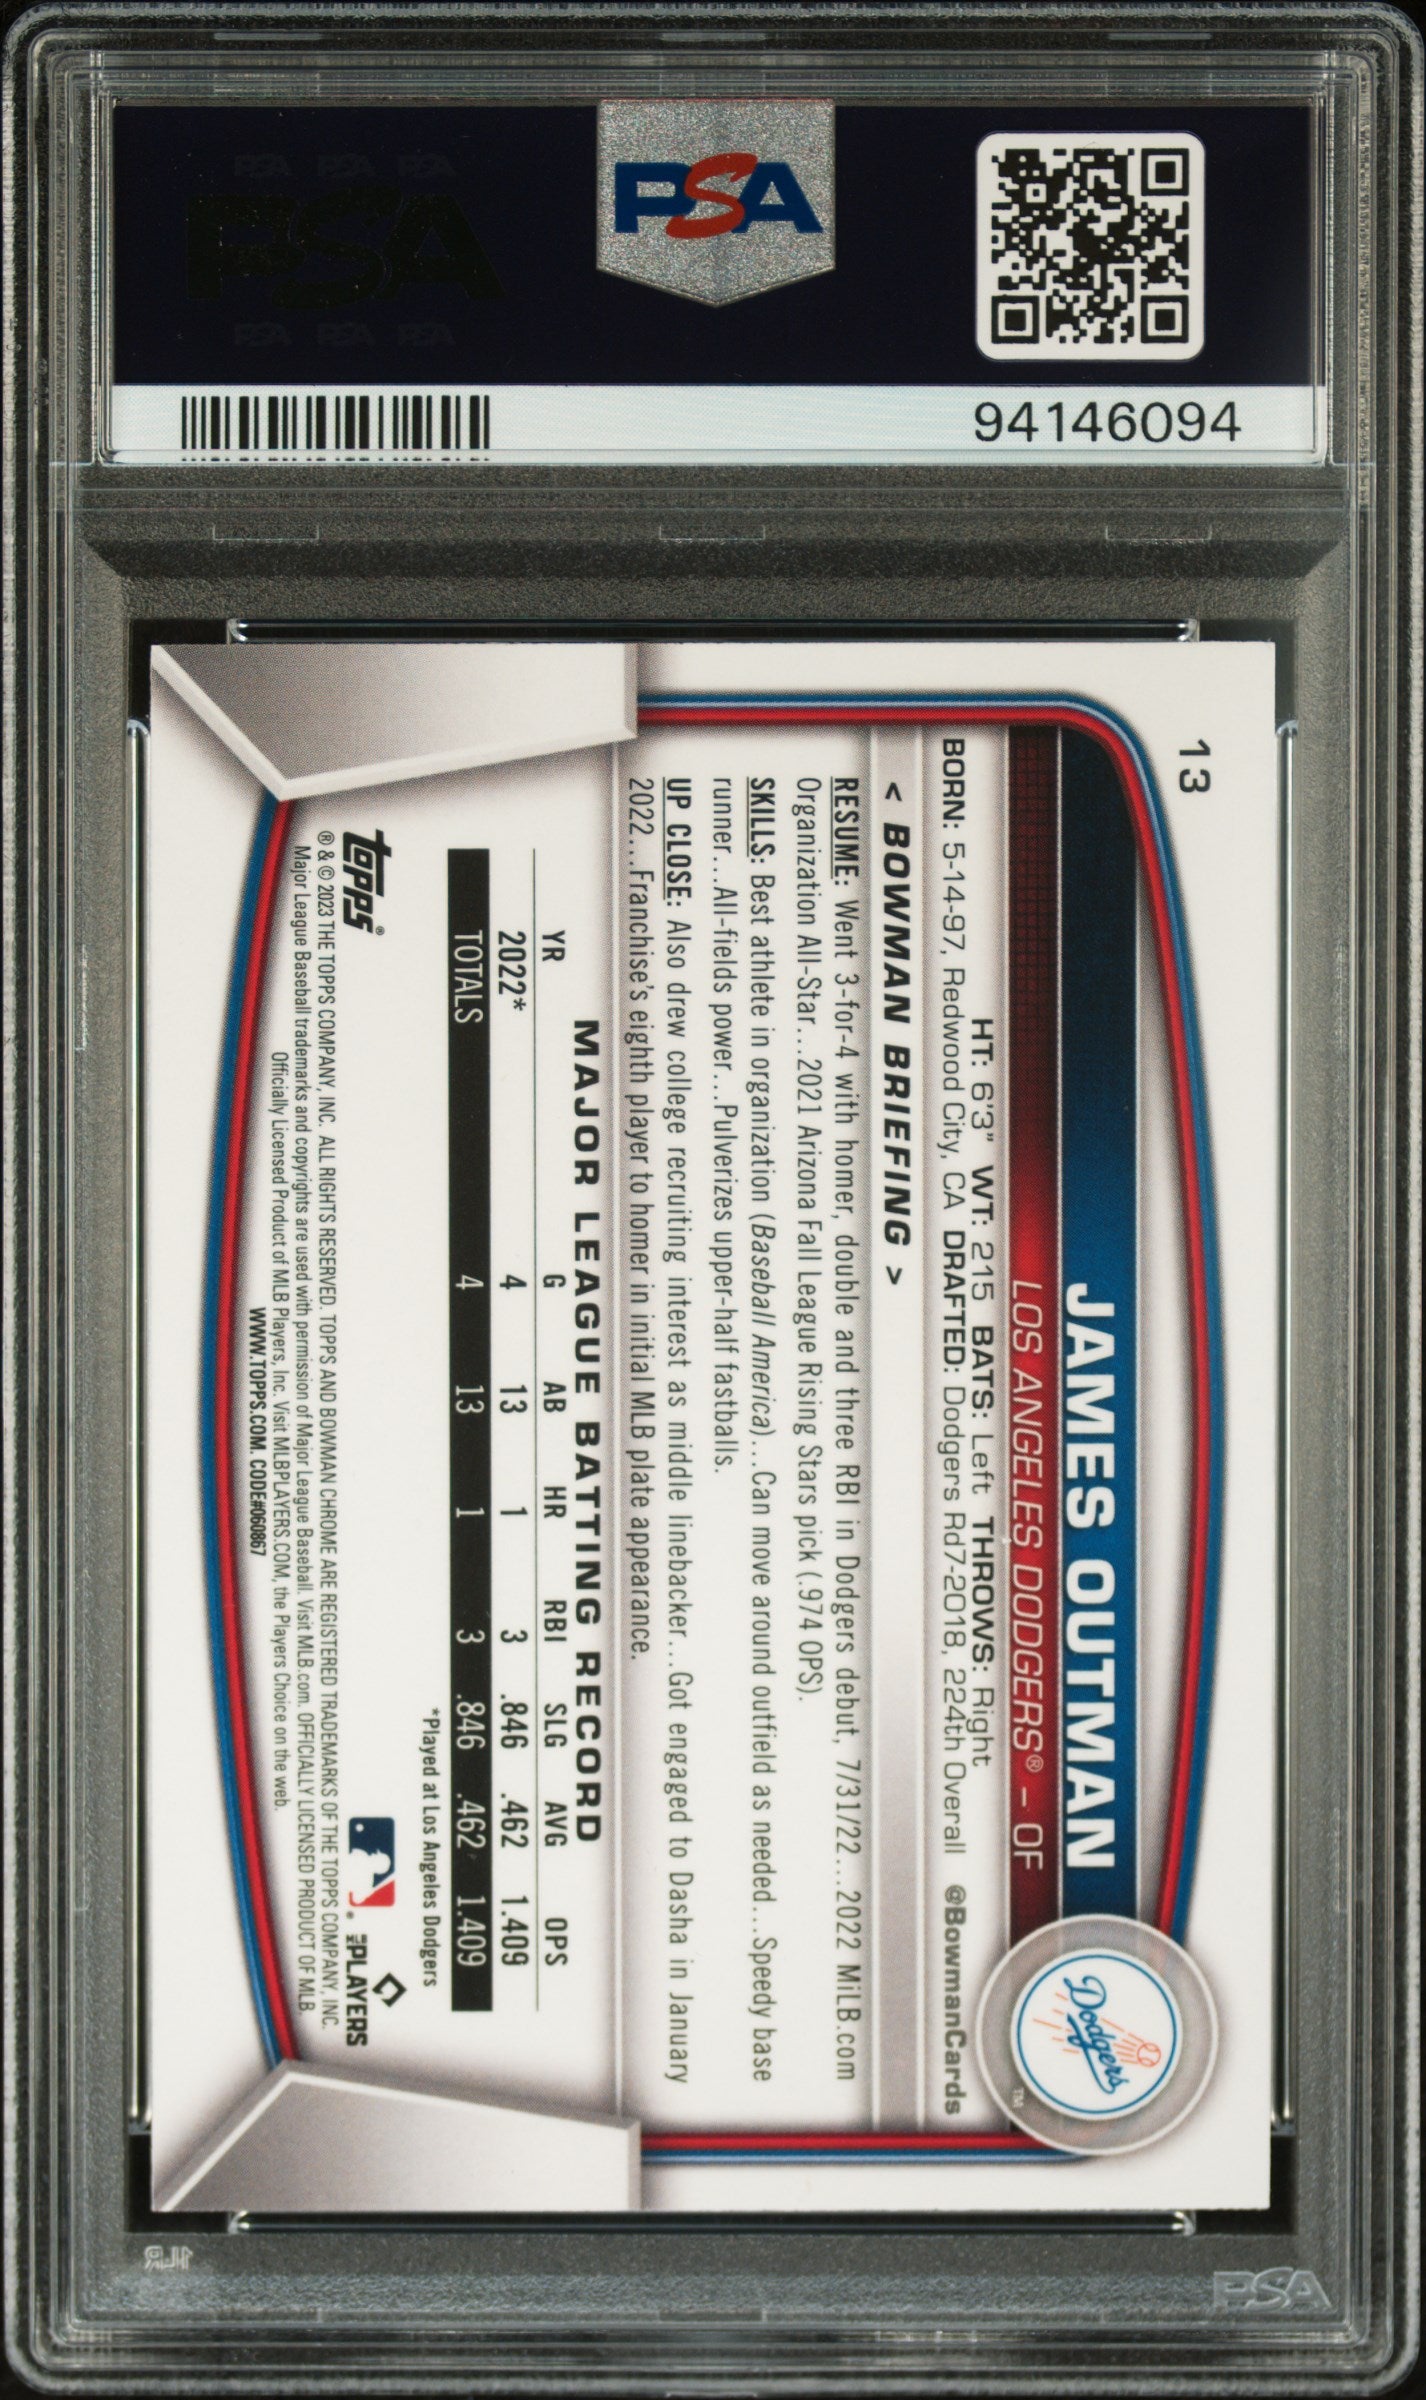 PSA PSA PSA
PSA
PSA PSA PSA
PSA
94146094
13
JAMES OUTMAN
LOS ANGELES DODGERS® – OF
Dodgers
TM
HT: 6'3" WT: 215 BATS: Left THROWS: Right
BORN: 5-14-97, Redwood City, CA DRAFTED: Dodgers Rd7-2018, 224th Overall @BowmanCards
< BOWMAN BRIEFING >
RESUME: Went 3-for-4 with homer, double and three RBI in Dodgers debut, 7/31/22...2022 MiLB.com
Organization All-Star...2021 Arizona Fall League Rising Stars pick (.974 OPS).
SKILLS: Best athlete in organization (Baseball America)...Can move around outfield as needed...Speedy base
runner...All-fields power...Pulverizes upper-half fastballs.
UP CLOSE: Also drew college recruiting interest as middle linebacker...Got engaged to Dasha in January
2022...Franchise's eighth player to homer in initial MLB plate appearance.
MAJOR LEAGUE BATTING RECORD
YR G AB HR RBI SLG AVG OPS
2022* 4 13 1 3 .846 .462 1.409
TOTALS 4 13 1 3 .846 .462 1.409
*Played at Los Angeles Dodgers
topps®
® MLB PLAYERS
® & © 2023 THE TOPPS COMPANY, INC. ALL RIGHTS RESERVED. TOPPS AND BOWMAN CHROME ARE REGISTERED TRADEMARKS OF THE TOPPS COMPANY, INC.
Major League Baseball trademarks and copyrights are used with permission of Major League Baseball. Visit MLB.com. OFFICIALLY LICENSED PRODUCT OF MLB
Officially Licensed Product of MLB Players, Inc. Visit MLBPLAYERS.COM, the Players Choice on the web.
WWW.TOPPS.COM. CODE#060867
1LR
PSA